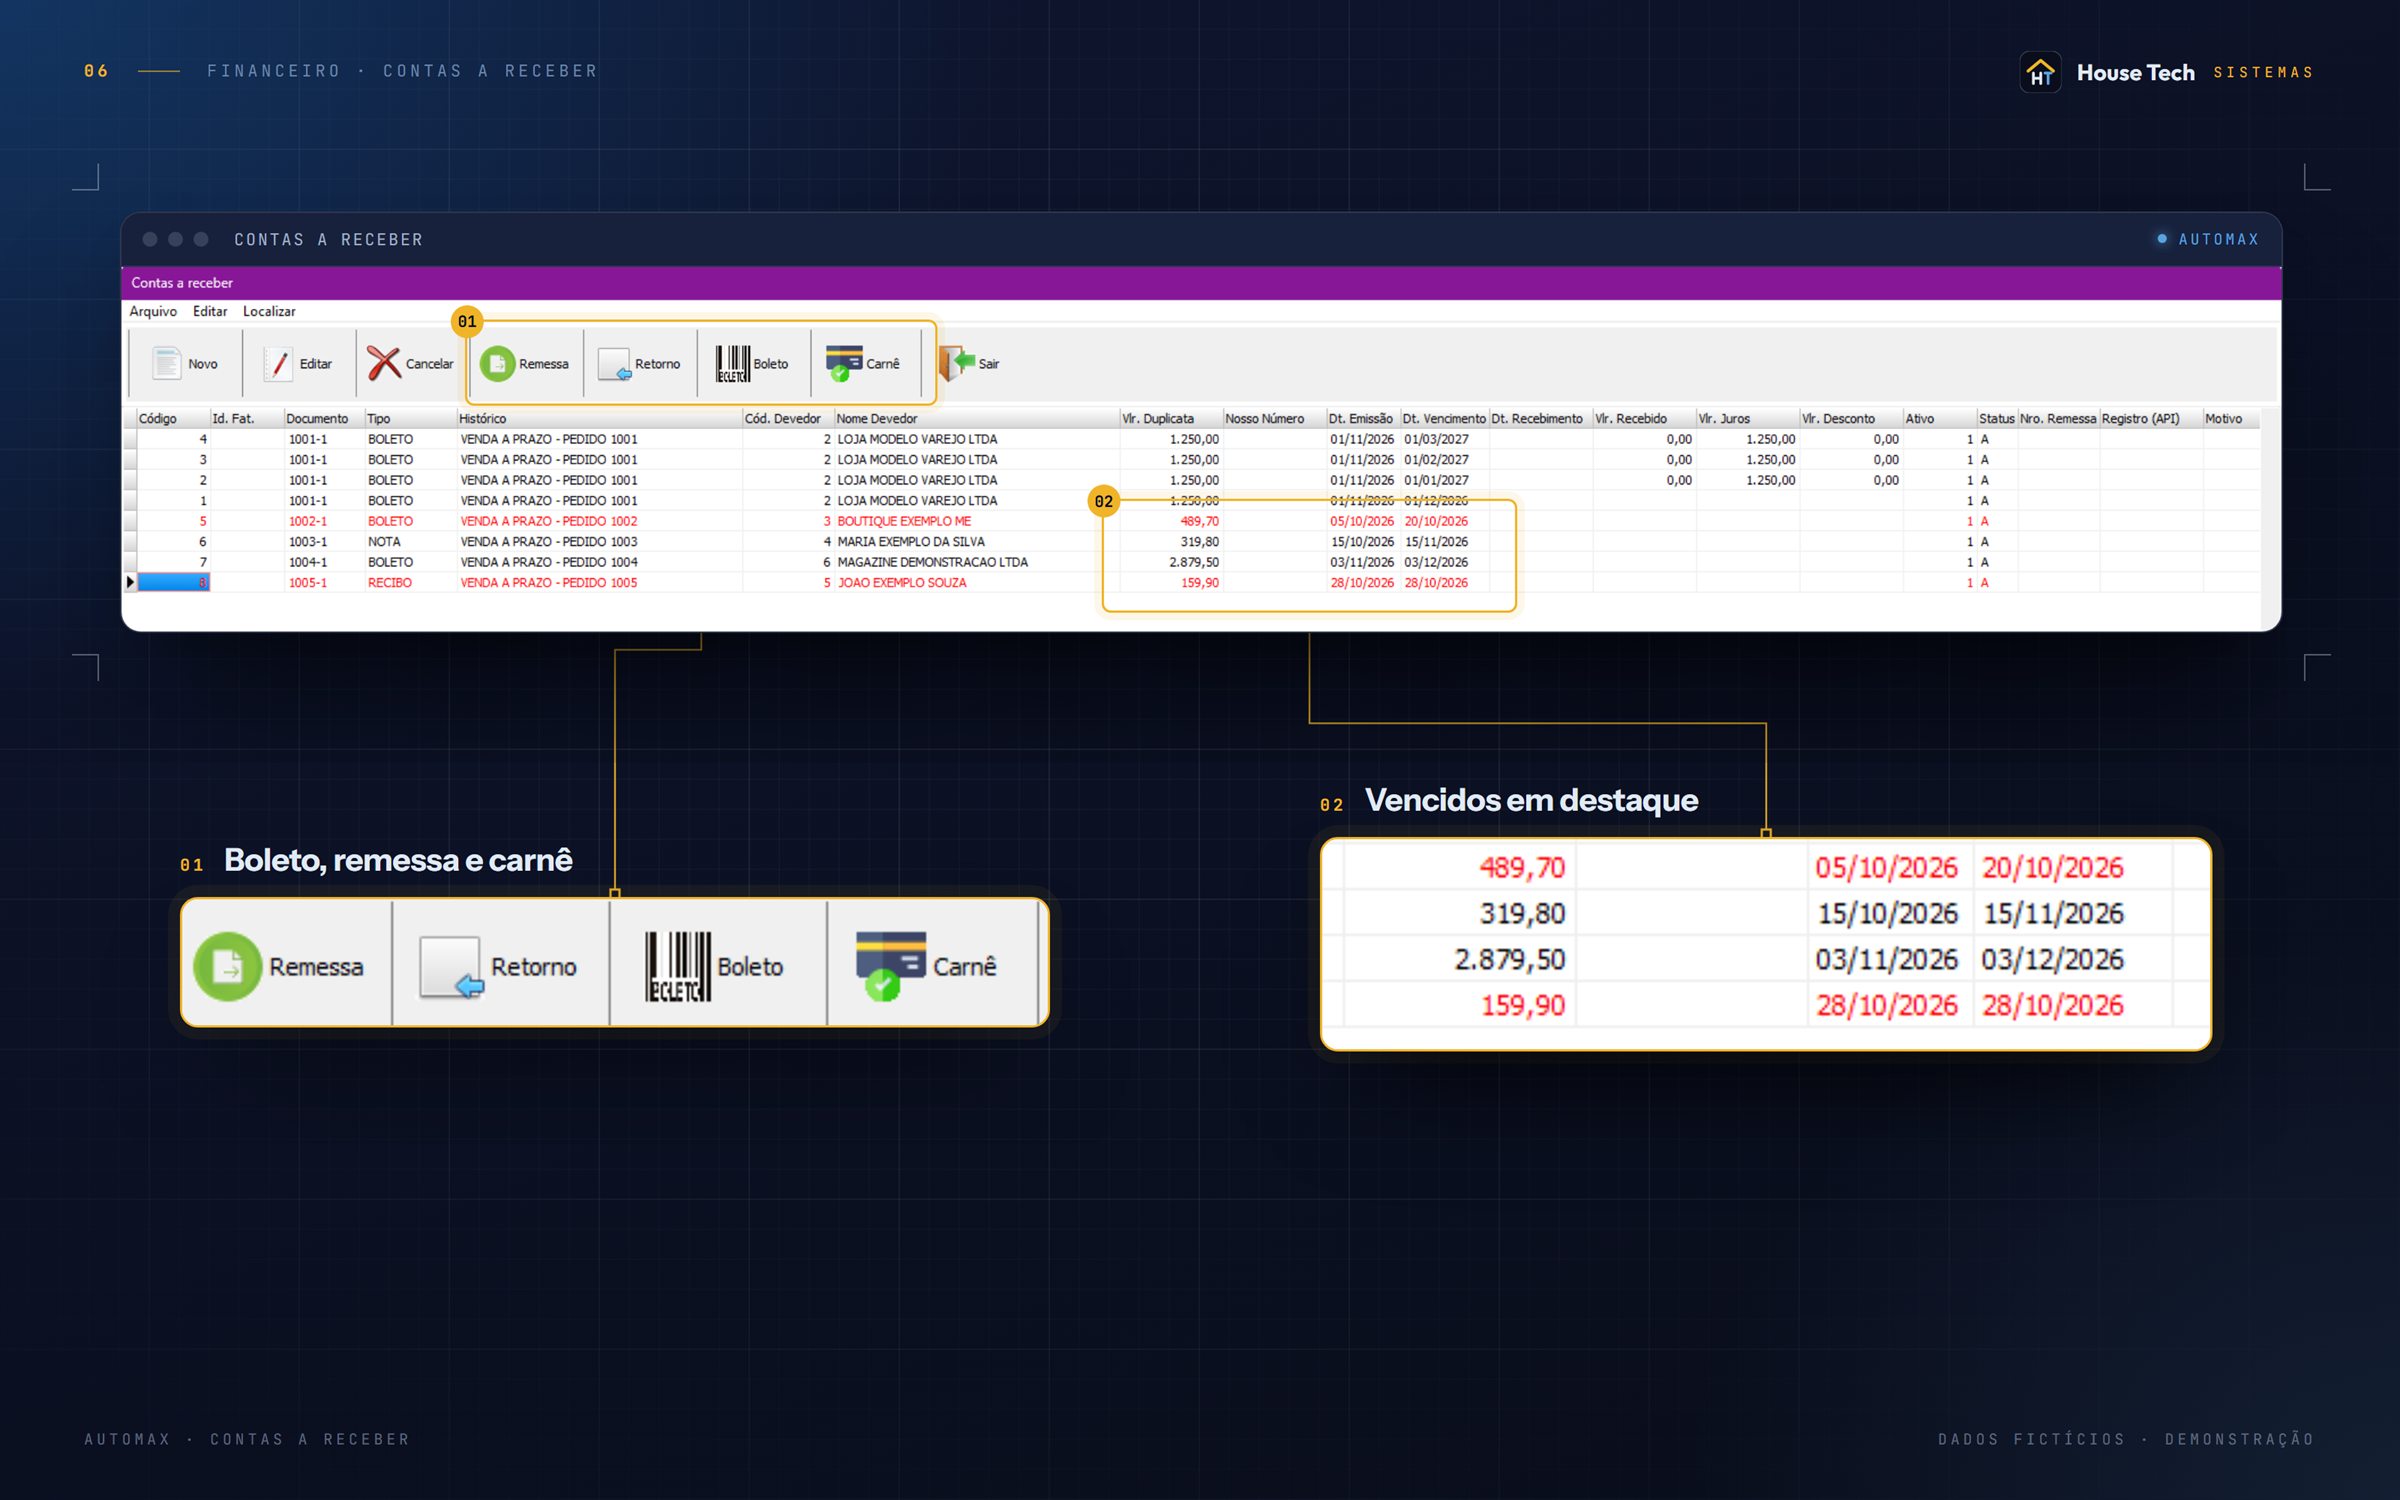 06 FINANCEIRO · CONTAS A RECEBER
HT House Tech SISTEMAS
CONTAS A RECEBER
AUTOMAX
Contas a receber
Arquivo Editar Localizar
01
Novo Editar Cancelar Remessa Retorno BOLETO Boleto Carnê Sair
Código Id. Fat. Documento Tipo Histórico Cód. Devedor Nome Devedor Vlr. Duplicata Nosso Número Dt. Emissão Dt. Vencimento Dt. Recebimento Vlr. Recebido Vlr. Juros Vlr. Desconto Ativo Status Nro. Remessa Registro (API) Motivo
4 1001-1 BOLETO VENDA A PRAZO - PEDIDO 1001 2 LOJA MODELO VAREJO LTDA 1.250,00 01/11/2026 01/03/2027 0,00 1.250,00 0,00 1 A
3 1001-1 BOLETO VENDA A PRAZO - PEDIDO 1001 2 LOJA MODELO VAREJO LTDA 1.250,00 01/11/2026 01/02/2027 0,00 1.250,00 0,00 1 A
2 1001-1 BOLETO VENDA A PRAZO - PEDIDO 1001 2 LOJA MODELO VAREJO LTDA 1.250,00 01/11/2026 01/01/2027 0,00 1.250,00 0,00 1 A
1 1001-1 BOLETO VENDA A PRAZO - PEDIDO 1001 2 LOJA MODELO VAREJO LTDA 1.250,00 01/11/2026 01/12/2026 1 A
02
5 1002-1 BOLETO VENDA A PRAZO - PEDIDO 1002 3 BOUTIQUE EXEMPLO ME 489,70 05/10/2026 20/10/2026 1 A
6 1003-1 NOTA VENDA A PRAZO - PEDIDO 1003 4 MARIA EXEMPLO DA SILVA 319,80 15/10/2026 15/11/2026 1 A
7 1004-1 BOLETO VENDA A PRAZO - PEDIDO 1004 6 MAGAZINE DEMONSTRACAO LTDA 2.879,50 03/11/2026 03/12/2026 1 A
8 1005-1 RECIBO VENDA A PRAZO - PEDIDO 1005 5 JOAO EXEMPLO SOUZA 159,90 28/10/2026 28/10/2026 1 A
01 Boleto, remessa e carnê
Remessa Retorno BOLETO Boleto Carnê
02 Vencidos em destaque
489,70 05/10/2026 20/10/2026
319,80 15/10/2026 15/11/2026
2.879,50 03/11/2026 03/12/2026
159,90 28/10/2026 28/10/2026
AUTOMAX · CONTAS A RECEBER
DADOS FICTÍCIOS · DEMONSTRAÇÃO